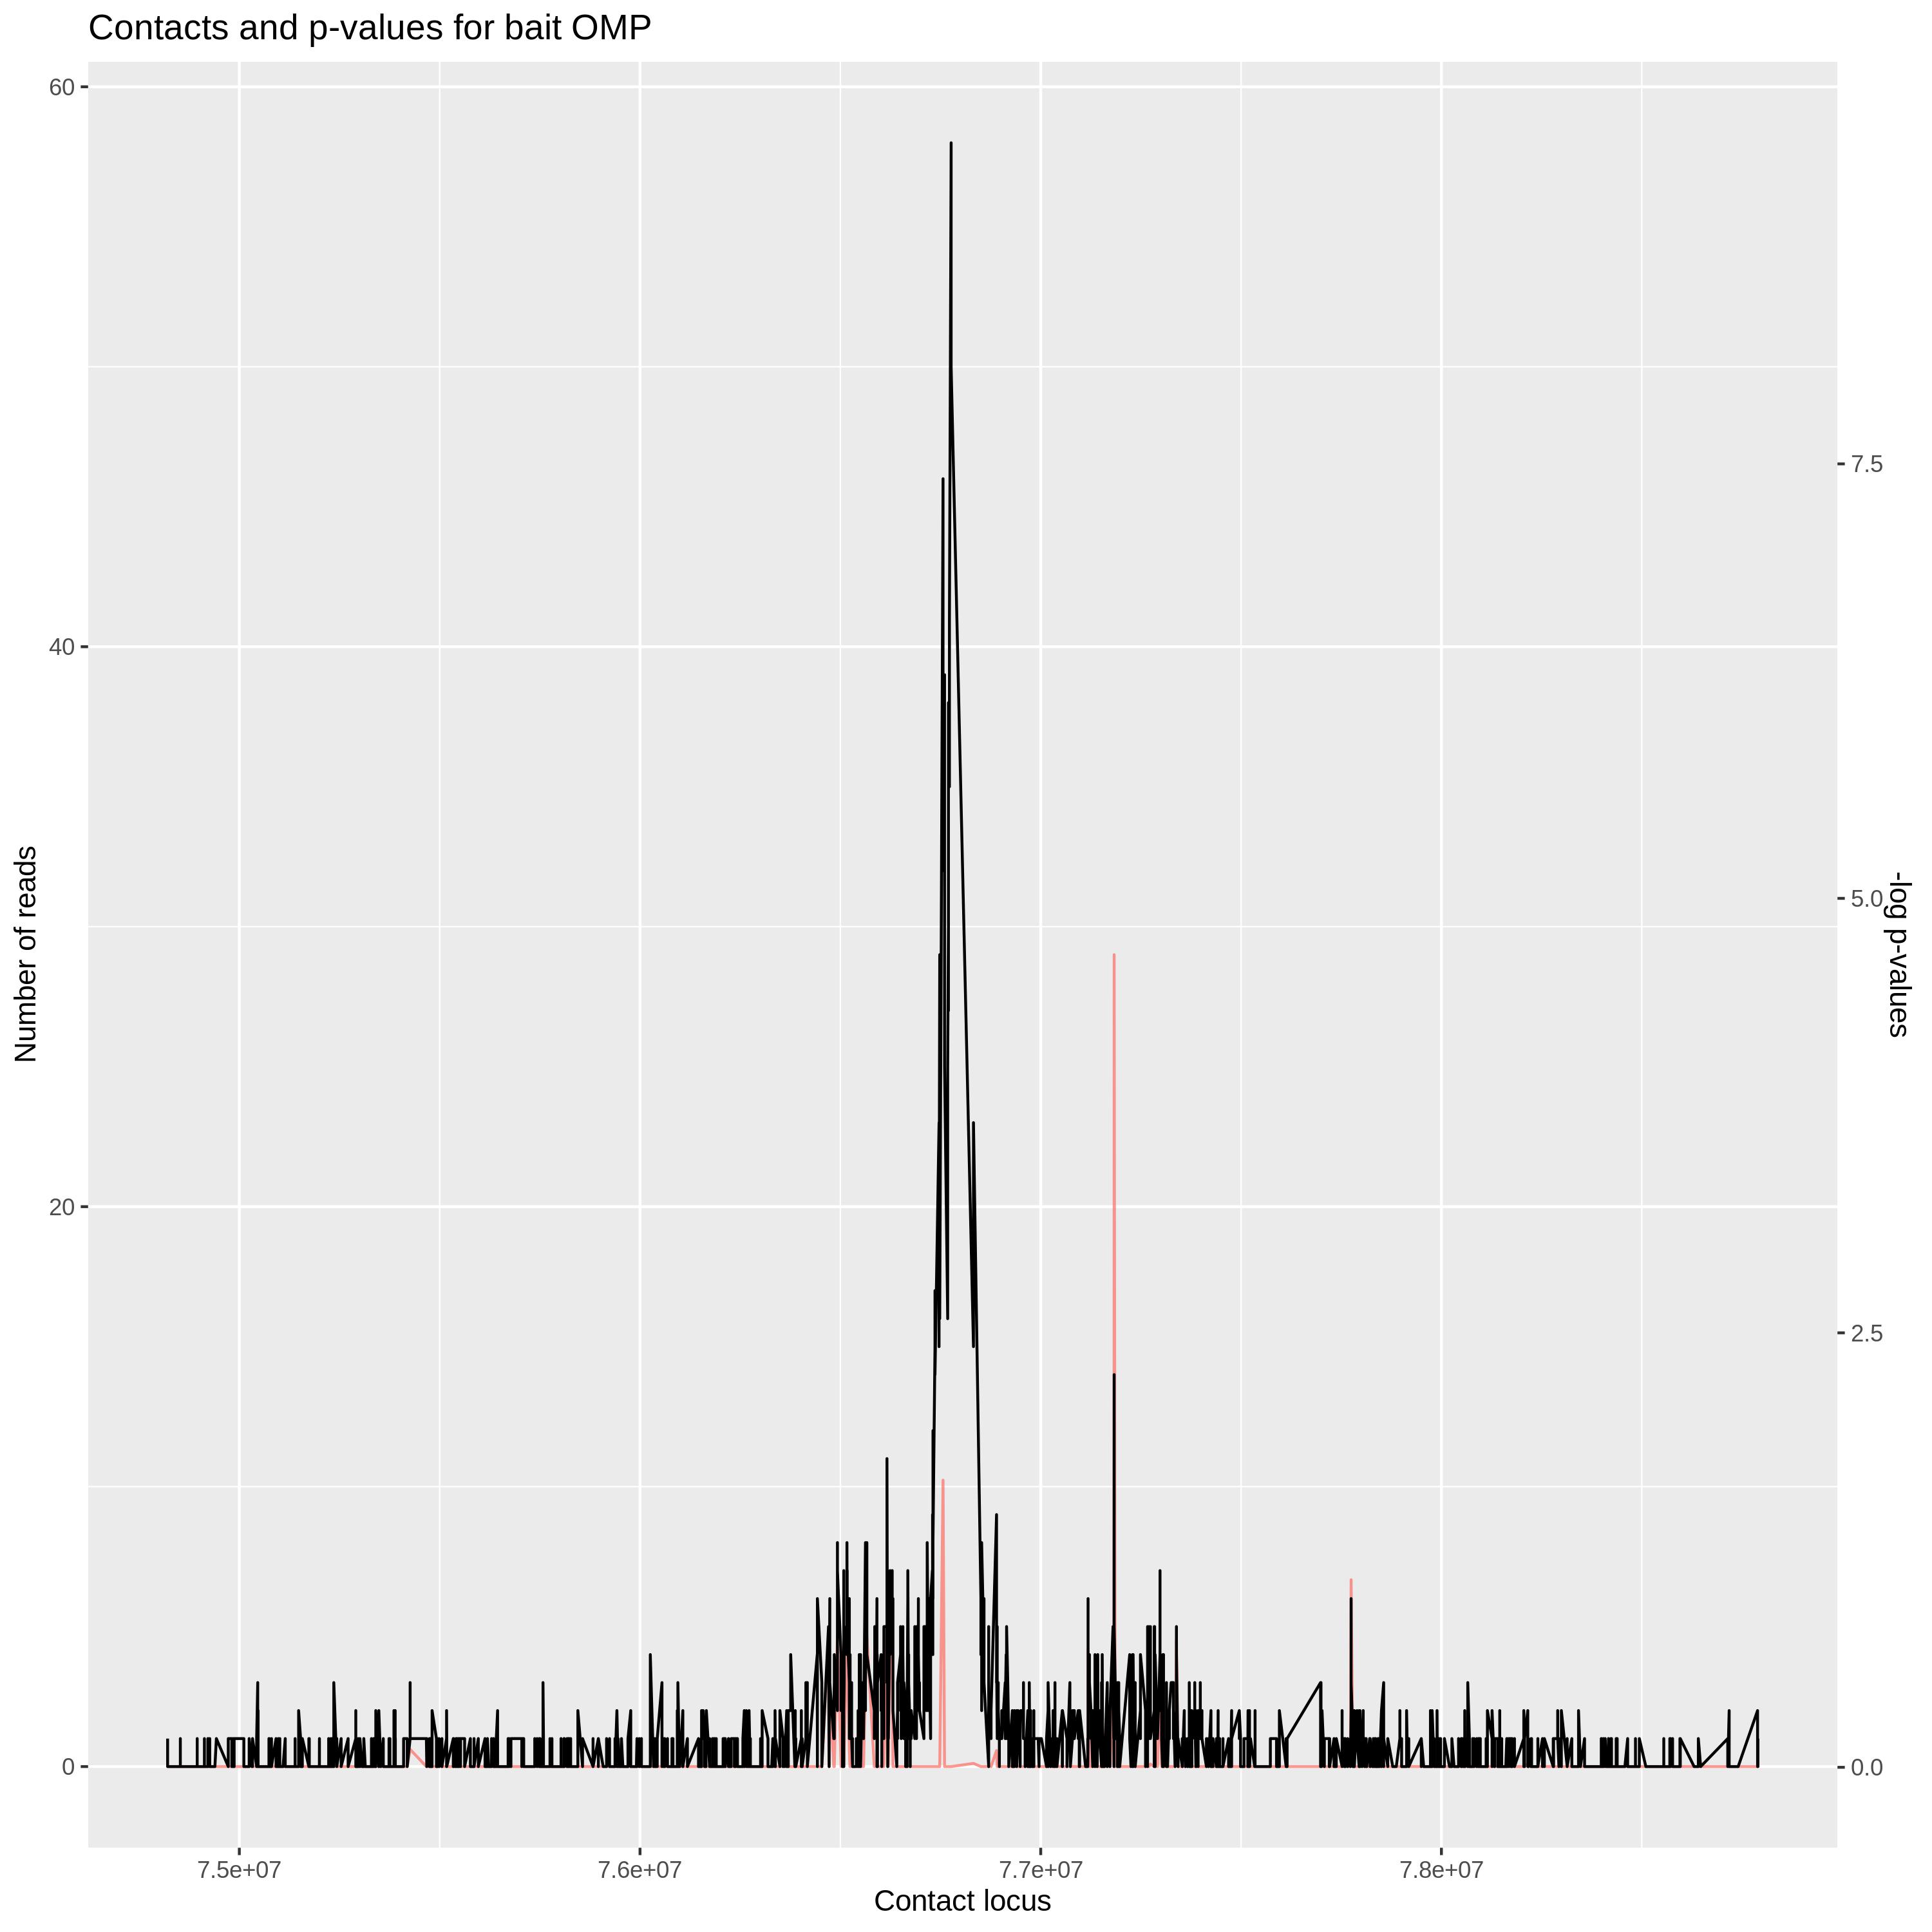 Contacts and p-values for bait OMP
60
40
20
0
Number of reads
7.5
5.0
2.5
0.0
-log p-values
7.5e+07 7.6e+07 7.7e+07 7.8e+07
Contact locus